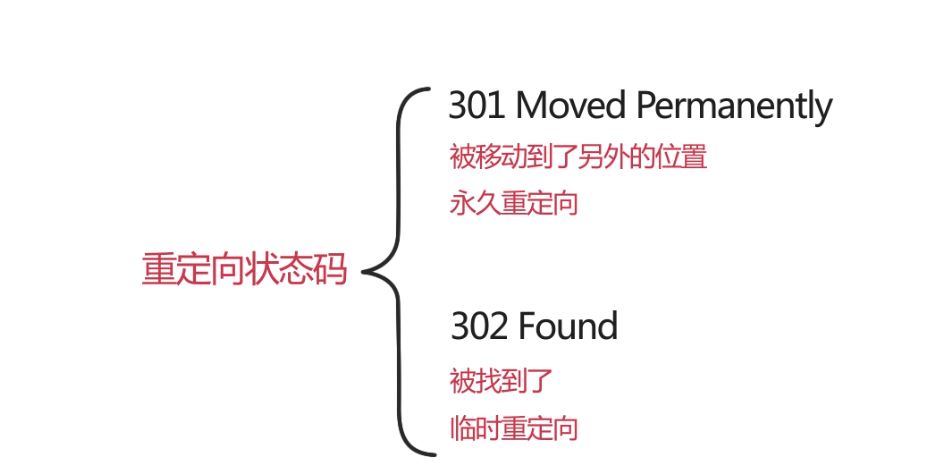 301 Moved Permanently
被移动到了另外的位置
永久重定向
重定向状态码
302 Found
被找到了
临时重定向